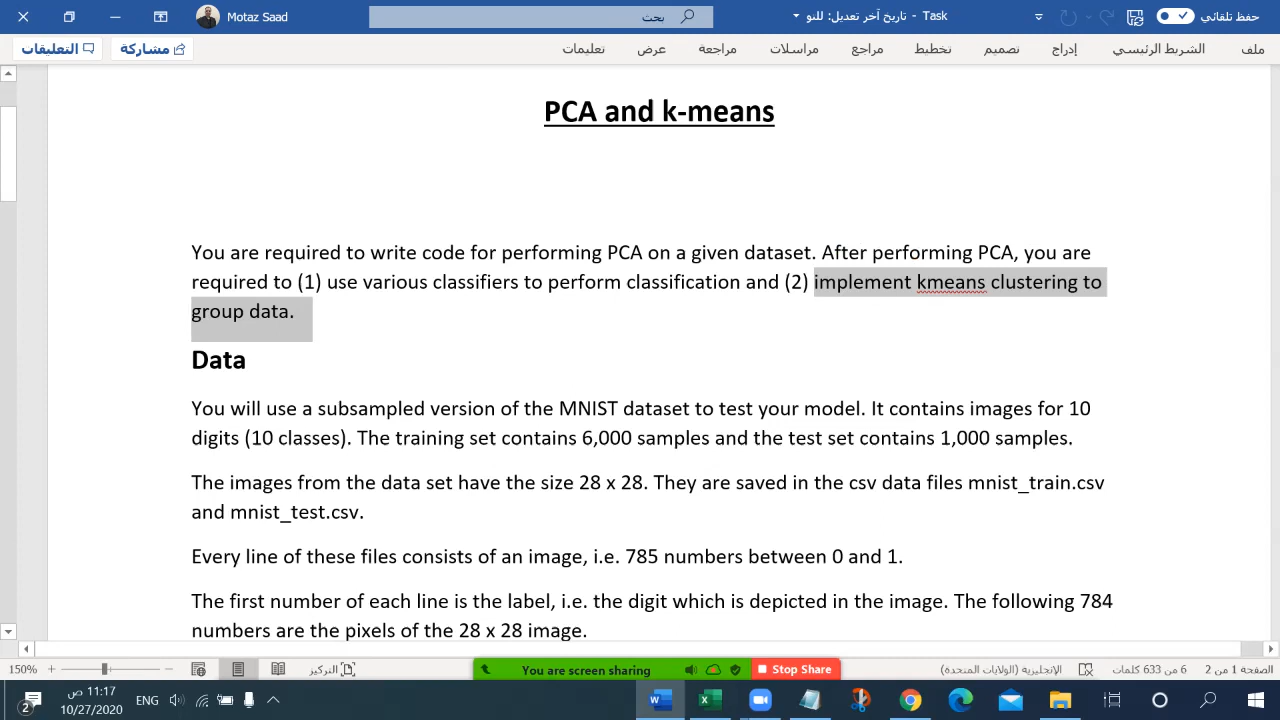 Motaz Saad
بحث
Task - تاريخ آخر تعديل: للتو
حفظ تلقائي
ملف
الشريط الرئيسي
إدراج
تصميم
تخطيط
مراجع
مراسلات
مراجعة
عرض
تعليمات
مشاركة
التعليقات
PCA and k-means
You are required to write code for performing PCA on a given dataset. After performing PCA, you are
required to (1) use various classifiers to perform classification and (2) implement kmeans clustering to
group data.
Data
You will use a subsampled version of the MNIST dataset to test your model. It contains images for 10
digits (10 classes). The training set contains 6,000 samples and the test set contains 1,000 samples.
The images from the data set have the size 28 x 28. They are saved in the csv data files mnist_train.csv
and mnist_test.csv.
Every line of these files consists of an image, i.e. 785 numbers between 0 and 1.
The first number of each line is the label, i.e. the digit which is depicted in the image. The following 784
numbers are the pixels of the 28 x 28 image.
الصفحة 1 من 2
6 من 633 كلمات
الإنجليزية (الولايات المتحدة)
You are screen sharing
Stop Share
التركيز
150%
11:17 ص
10/27/2020
ENG
2